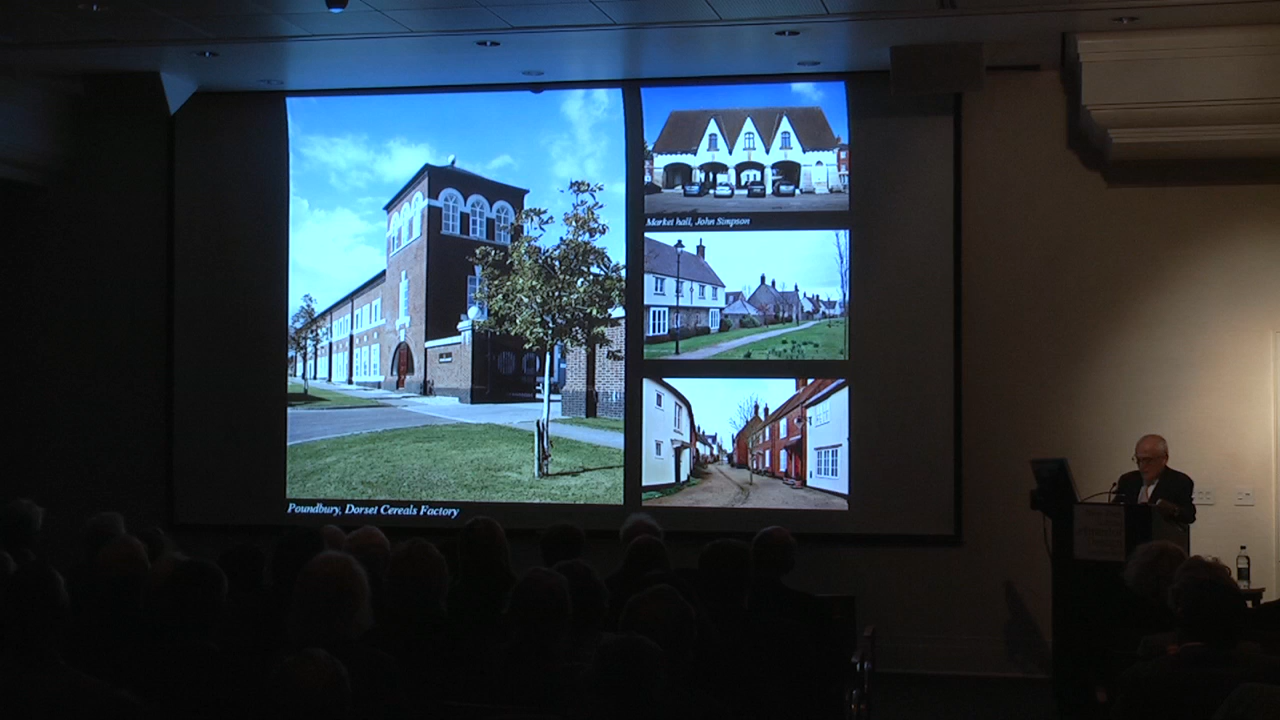 Market hall, John Simpson
Poundbury, Dorset Cereals Factory